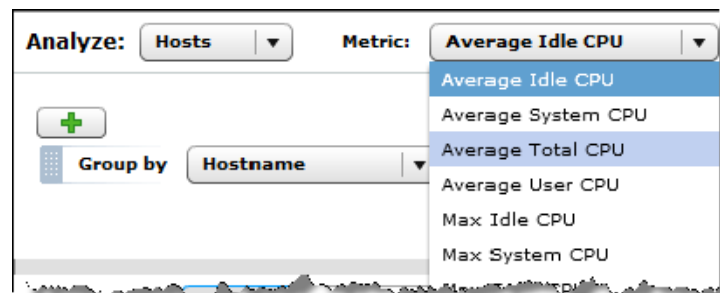 Analyze: Hosts Metric: Average Idle CPU
Average Idle CPU
Average System CPU
Average Total CPU
Group by Hostname
Average User CPU
Max Idle CPU
Max System CPU